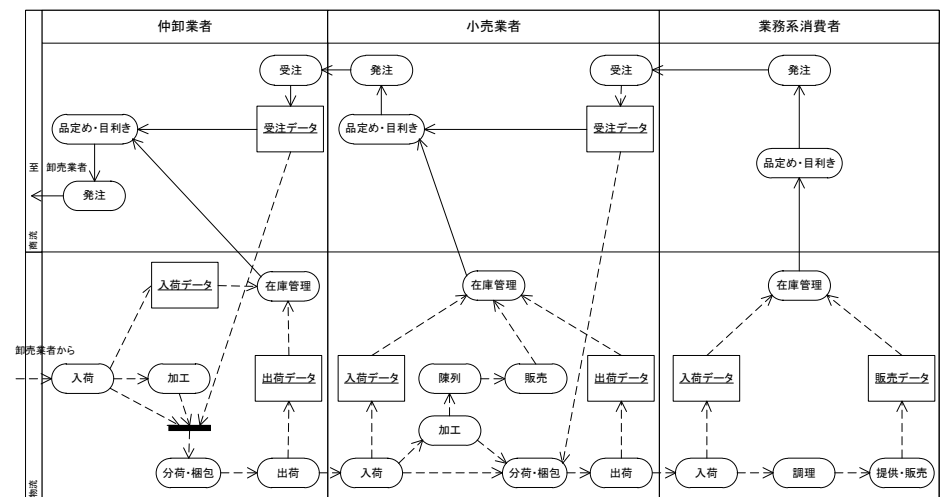 仲卸業者
小売業者
業務系消費者
受注
発注
受注
発注
品定め・目利き
受注データ
品定め・目利き
受注データ
品定め・目利き
至 卸売業者
発注
商流
入荷データ
在庫管理
在庫管理
在庫管理
卸売業者から
入荷
加工
出荷データ
入荷データ
陳列
販売
出荷データ
入荷データ
販売データ
加工
分荷・梱包
出荷
入荷
分荷・梱包
出荷
入荷
調理
提供・販売
物流